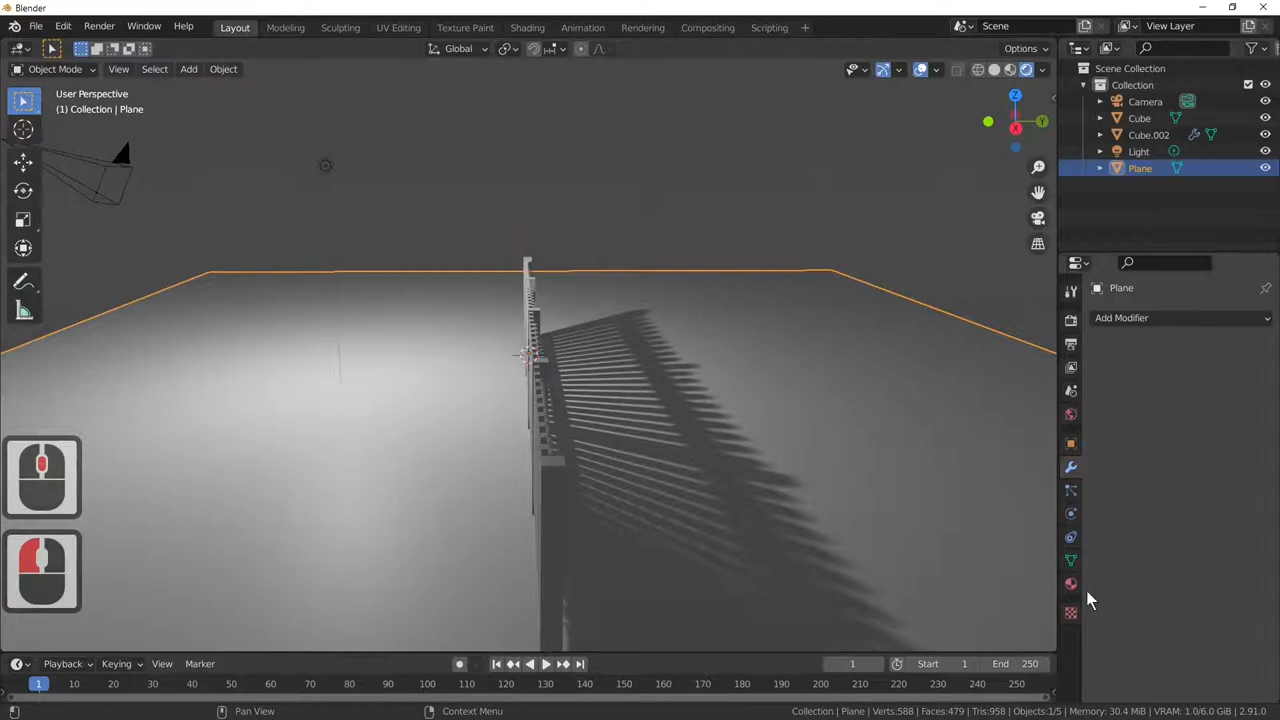 Blender
File Edit Render Window Help Layout Modeling Sculpting UV Editing Texture Paint Shading Animation Rendering Compositing Scripting + Scene View Layer
Global Options
Object Mode View Select Add Object
User Perspective
(1) Collection | Plane
Z
Y
X
Scene Collection
Collection
Camera
Cube
Cube.002
Light
Plane
Plane
Add Modifier
Playback Keying View Marker 1 Start 1 End 250
1 10 20 30 40 50 60 70 80 90 100 110 120 130 140 150 160 170 180 190 200 210 220 230 240 250
Pan View Context Menu Collection | Plane | Verts:588 | Faces:479 | Tris:958 | Objects:1/5 | Memory: 30.4 MiB | VRAM: 1.0/6.0 GiB | 2.91.0